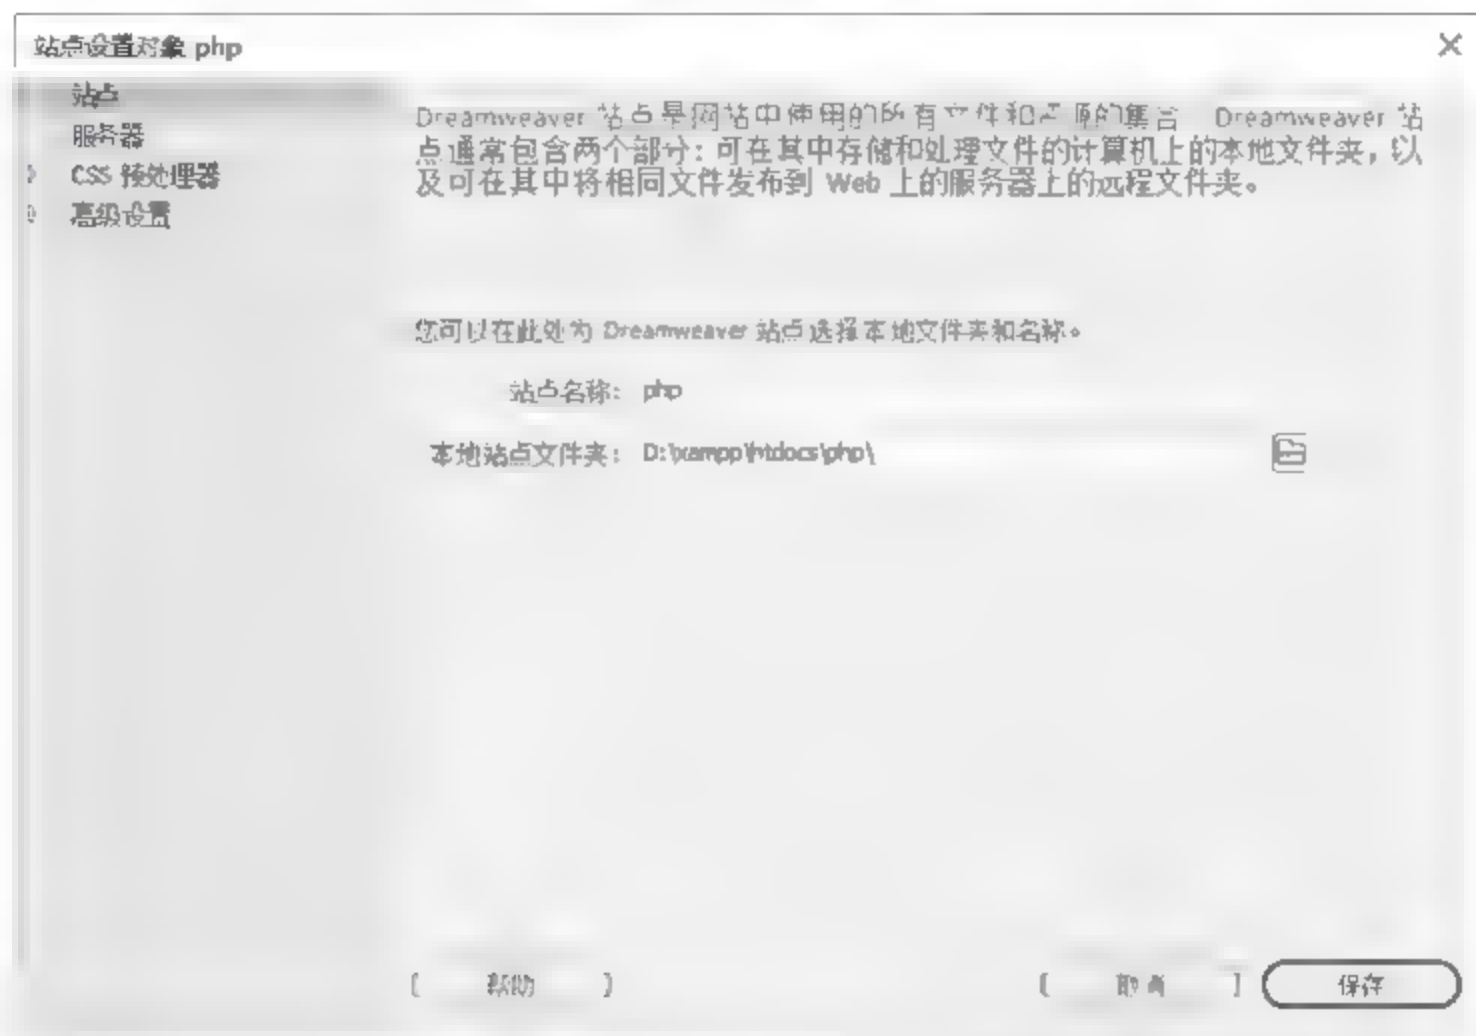 站点设置对象 php
站点
服务器
CSS 预处理器
高级设置
Dreamweaver 站点是网站中使用的所有文件和资源的集合 Dreamweaver 站
点通常包含两个部分：可在其中存储和处理文件的计算机上的本地文件夹，以
及可在其中将相同文件发布到 Web 上的服务器上的远程文件夹。
您可以在此处为 Dreamweaver 站点选择本地文件夹和名称。
站点名称： php
本地站点文件夹： D:\xampp\htdocs\php\
帮助
取消
保存